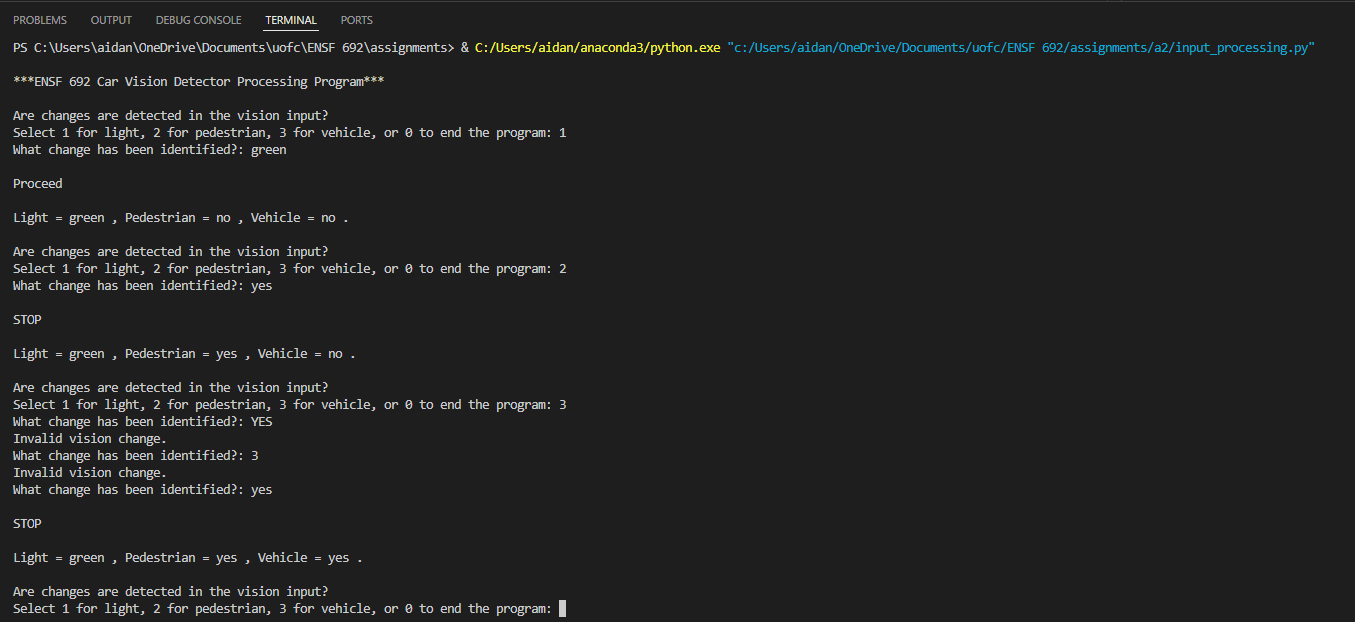 PROBLEMS OUTPUT DEBUG CONSOLE TERMINAL PORTS
PS C:\Users\aidan\OneDrive\Documents\uofc\ENSF 692\assignments> & C:/Users/aidan/anaconda3/python.exe "c:/Users/aidan/OneDrive/Documents/uofc/ENSF 692/assignments/a2/input_processing.py"
***ENSF 692 Car Vision Detector Processing Program***
Are changes are detected in the vision input?
Select 1 for light, 2 for pedestrian, 3 for vehicle, or 0 to end the program: 1
What change has been identified?: green
Proceed
Light = green , Pedestrian = no , Vehicle = no .
Are changes are detected in the vision input?
Select 1 for light, 2 for pedestrian, 3 for vehicle, or 0 to end the program: 2
What change has been identified?: yes
STOP
Light = green , Pedestrian = yes , Vehicle = no .
Are changes are detected in the vision input?
Select 1 for light, 2 for pedestrian, 3 for vehicle, or 0 to end the program: 3
What change has been identified?: YES
Invalid vision change.
What change has been identified?: 3
Invalid vision change.
What change has been identified?: yes
STOP
Light = green , Pedestrian = yes , Vehicle = yes .
Are changes are detected in the vision input?
Select 1 for light, 2 for pedestrian, 3 for vehicle, or 0 to end the program: